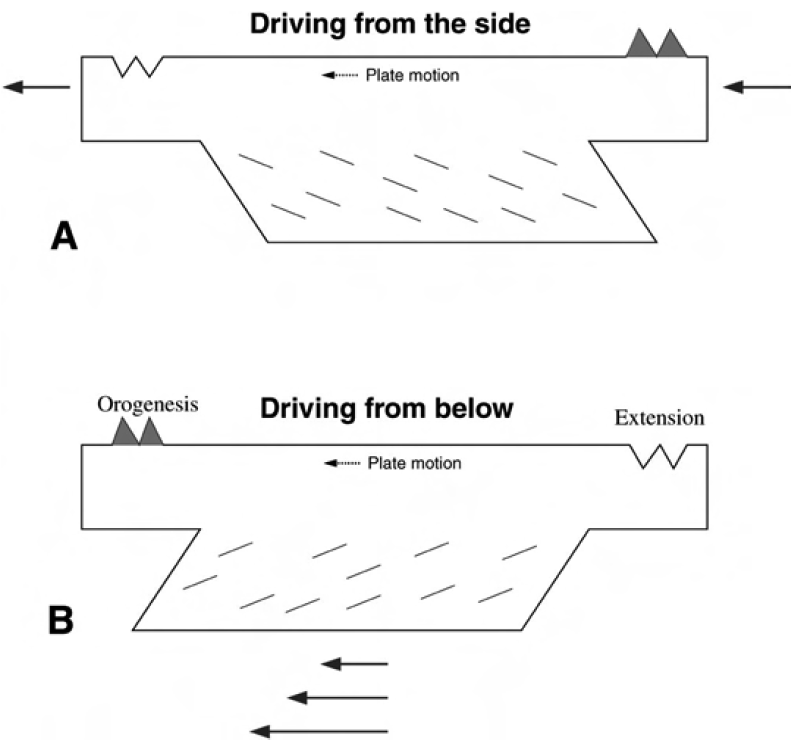 Driving from the side
Plate motion
A
Orogenesis
Driving from below
Extension
Plate motion
B